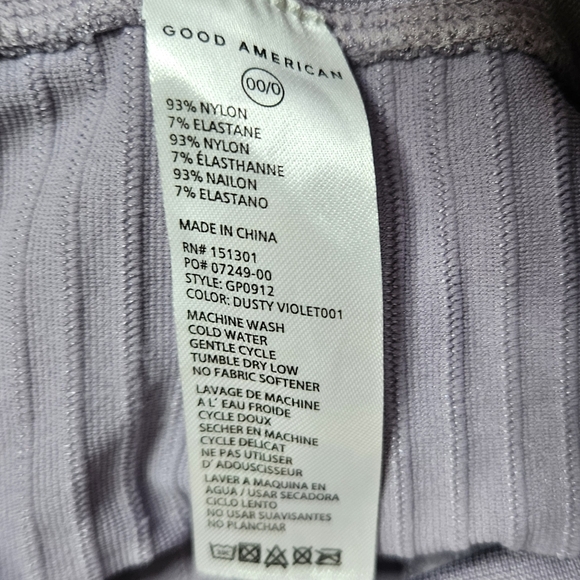 GOOD AMERICAN
00/0
93% NYLON
7% ELASTANE
93% NYLON
7% ÉLASTHANNE
93% NAILON
7% ELASTANO
MADE IN CHINA
RN# 151301
PO# 07249-00
STYLE: GP0912
COLOR: DUSTY VIOLET001
MACHINE WASH
COLD WATER
GENTLE CYCLE
TUMBLE DRY LOW
NO FABRIC SOFTENER
LAVAGE DE MACHINE
A L' EAU FROIDE
CYCLE DOUX
SECHER EN MACHINE
CYCLE DELICAT
NE PAS UTILISER
D' ADOUSCISSEUR
LAVER A MAQUINA EN
AGUA / USAR SECADORA
CICLO LENTO
NO USAR SUAVISANTES
NO PLANCHAR